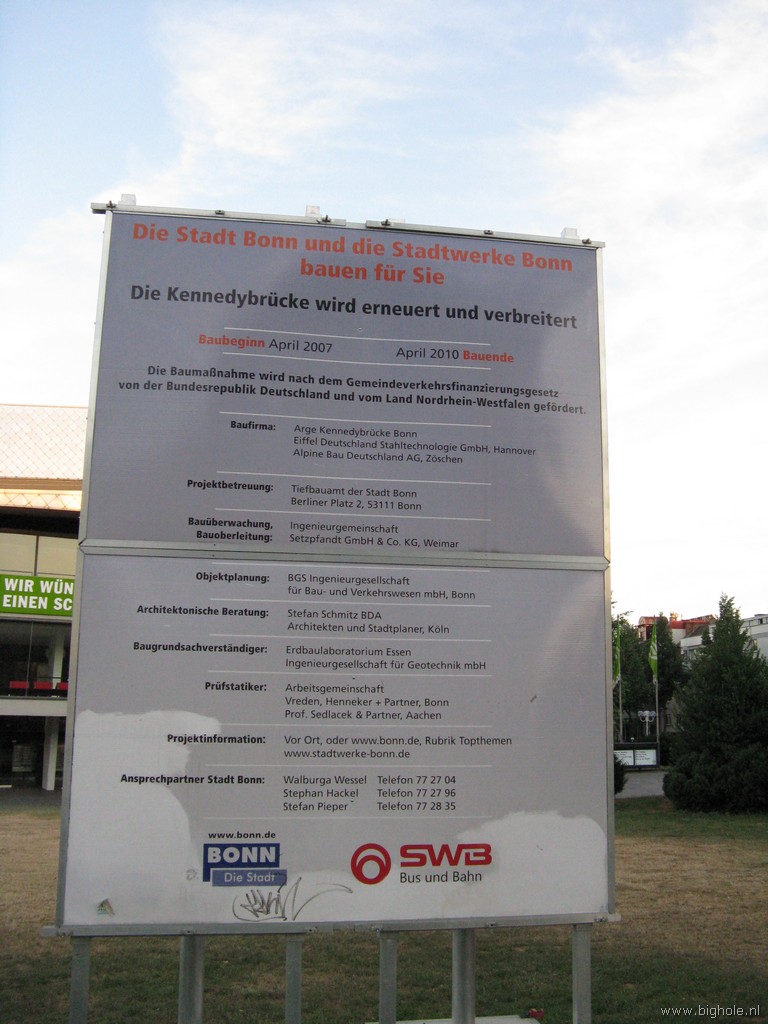 Die Stadt Bonn und die Stadtwerke Bonn
bauen für Sie
Die Kennedybrücke wird erneuert und verbreitert
Baubeginn April 2007 April 2010 Bauende
Die Baumaßnahme wird nach dem Gemeindeverkehrsfinanzierungsgesetz
von der Bundesrepublik Deutschland und vom Land Nordrhein-Westfalen gefördert.
Baufirma: Arge Kennedybrücke Bonn
Eiffel Deutschland Stahltechnologie GmbH, Hannover
Alpine Bau Deutschland AG, Zöschen
Projektbetreuung: Tiefbauamt der Stadt Bonn
Berliner Platz 2, 53111 Bonn
Bauüberwachung, Ingenieurgemeinschaft
Bauoberleitung: Setzpfandt GmbH & Co. KG, Weimar
WIR WÜN
EINEN SC
Objektplanung: BGS Ingenieurgesellschaft
für Bau- und Verkehrswesen mbH, Bonn
Architektonische Beratung: Stefan Schmitz BDA
Architekten und Stadtplaner, Köln
Baugrundsachverständiger: Erdbaulaboratorium Essen
Ingenieurgesellschaft für Geotechnik mbH
Prüfstatiker: Arbeitsgemeinschaft
Vreden, Henneker + Partner, Bonn
Prof. Sedlacek & Partner, Aachen
Projektinformation: Vor Ort, oder www.bonn.de, Rubrik Topthemen
www.stadtwerke-bonn.de
Ansprechpartner Stadt Bonn: Walburga Wessel Telefon 77 27 04
Stephan Hackel Telefon 77 27 96
Stefan Pieper Telefon 77 28 35
www.bonn.de
BONN
Die Stadt
SWB
Bus und Bahn
www.bighole.nl